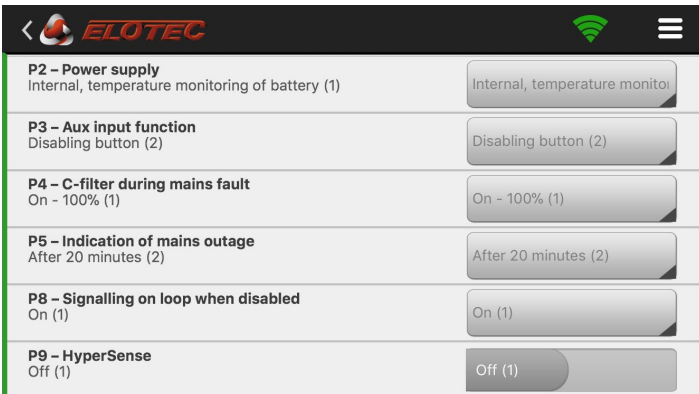 ELOTEC
P2 – Power supply
Internal, temperature monitoring of battery (1)
Internal, temperature monitor
P3 – Aux input function
Disabling button (2)
Disabling button (2)
P4 – C-filter during mains fault
On - 100% (1)
On - 100% (1)
P5 – Indication of mains outage
After 20 minutes (2)
After 20 minutes (2)
P8 – Signalling on loop when disabled
On (1)
On (1)
P9 – HyperSense
Off (1)
Off (1)